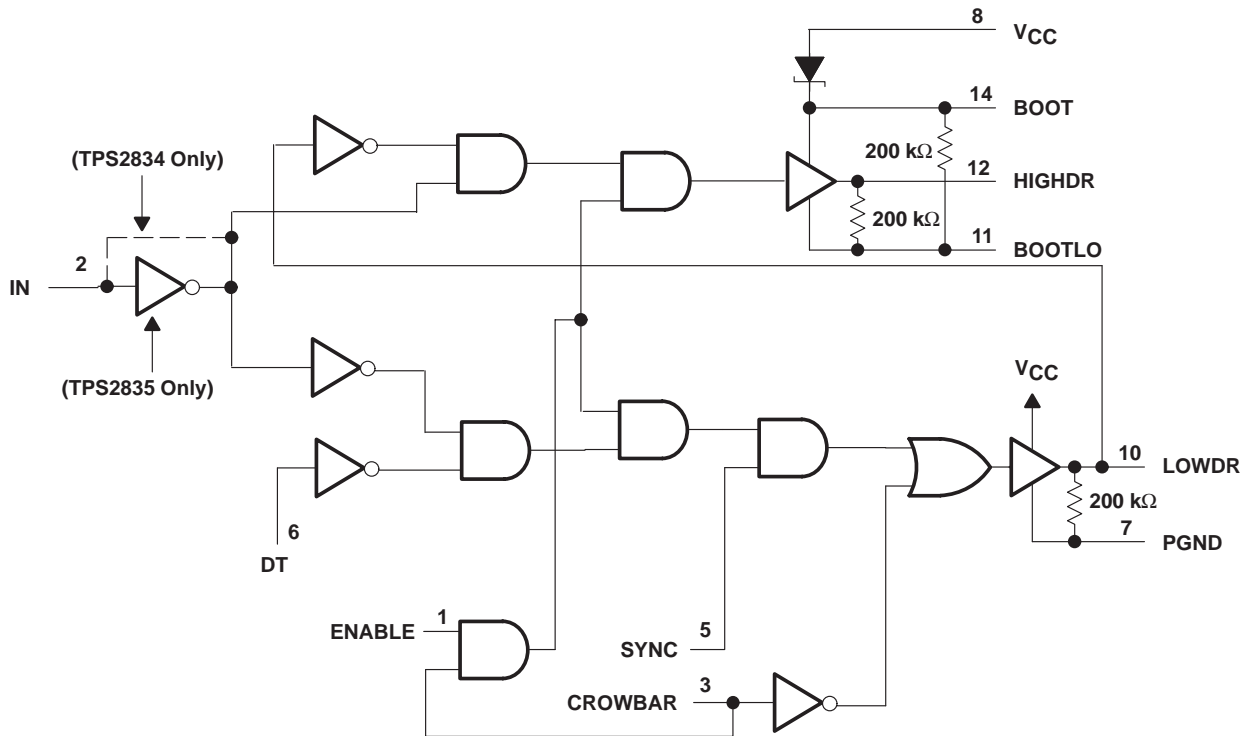 8
VCC
14
BOOT
(TPS2834 Only)
200 kΩ
12
HIGHDR
200 kΩ
11
BOOTLO
2
IN
(TPS2835 Only)
VCC
10
LOWDR
200 kΩ
6
7
PGND
DT
1
ENABLE
5
SYNC
3
CROWBAR